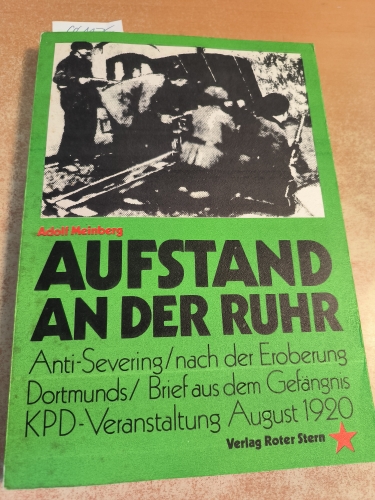 Adolf Meinberg
AUFSTAND
AN DER RUHR
Anti-Severing/nach der Eroberung
Dortmunds/ Brief aus dem Gefängnis
KPD-Veranstaltung August 1920
Verlag Roter Stern